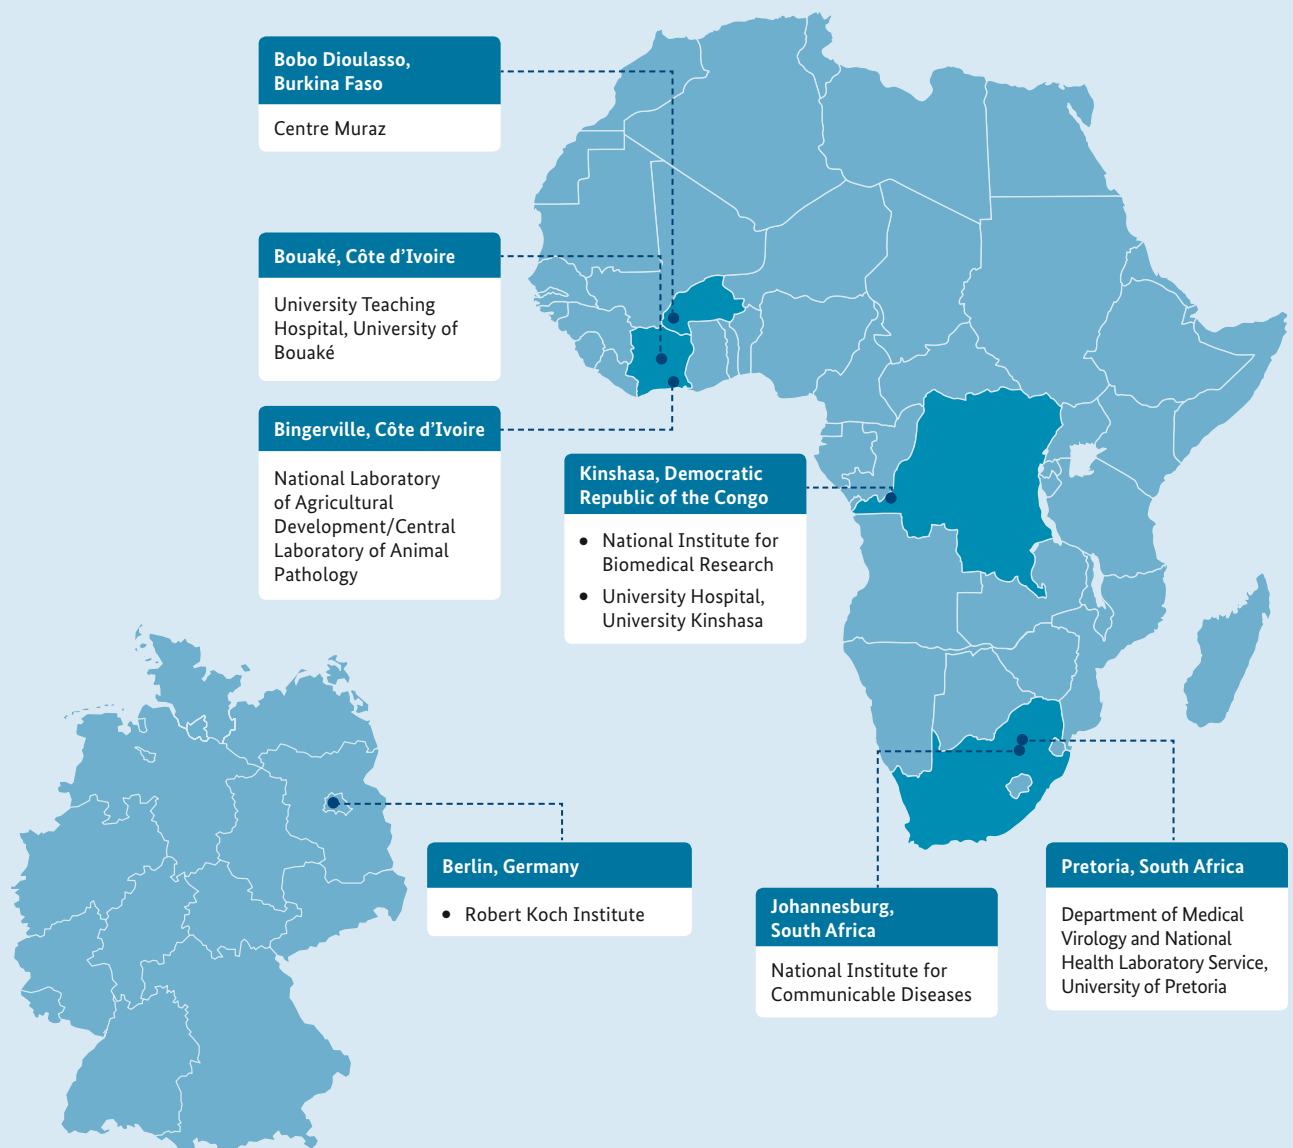 Bobo Dioulasso,
Burkina Faso
Centre Muraz
Bouaké, Côte d’Ivoire
University Teaching
Hospital, University of
Bouaké
Bingerville, Côte d’Ivoire
National Laboratory
of Agricultural
Development/Central
Laboratory of Animal
Pathology
Kinshasa, Democratic
Republic of the Congo
• National Institute for
Biomedical Research
• University Hospital,
University Kinshasa
Berlin, Germany
• Robert Koch Institute
Johannesburg,
South Africa
National Institute for
Communicable Diseases
Pretoria, South Africa
Department of Medical
Virology and National
Health Laboratory Service,
University of Pretoria